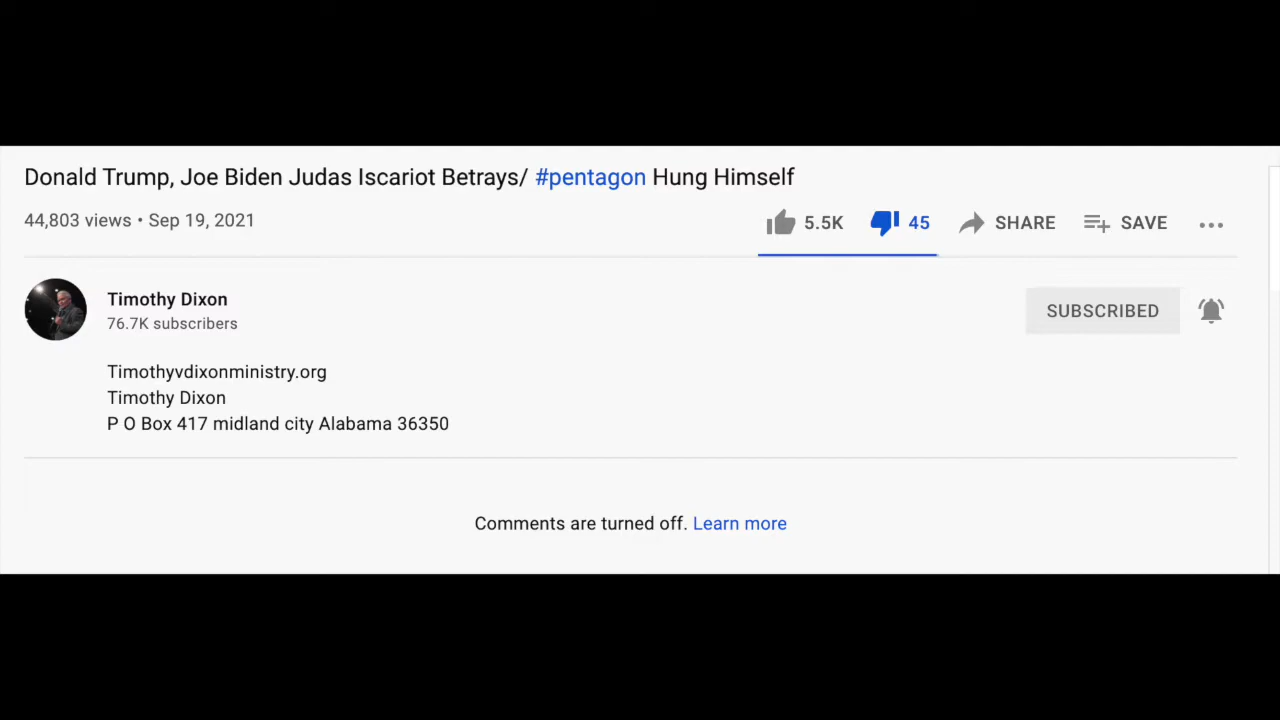 Donald Trump, Joe Biden Judas Iscariot Betrays/ #pentagon Hung Himself
44,803 views • Sep 19, 2021
5.5K 45 SHARE SAVE
Timothy Dixon
76.7K subscribers
SUBSCRIBED
Timothyvdixonministry.org
Timothy Dixon
P O Box 417 midland city Alabama 36350
Comments are turned off. Learn more